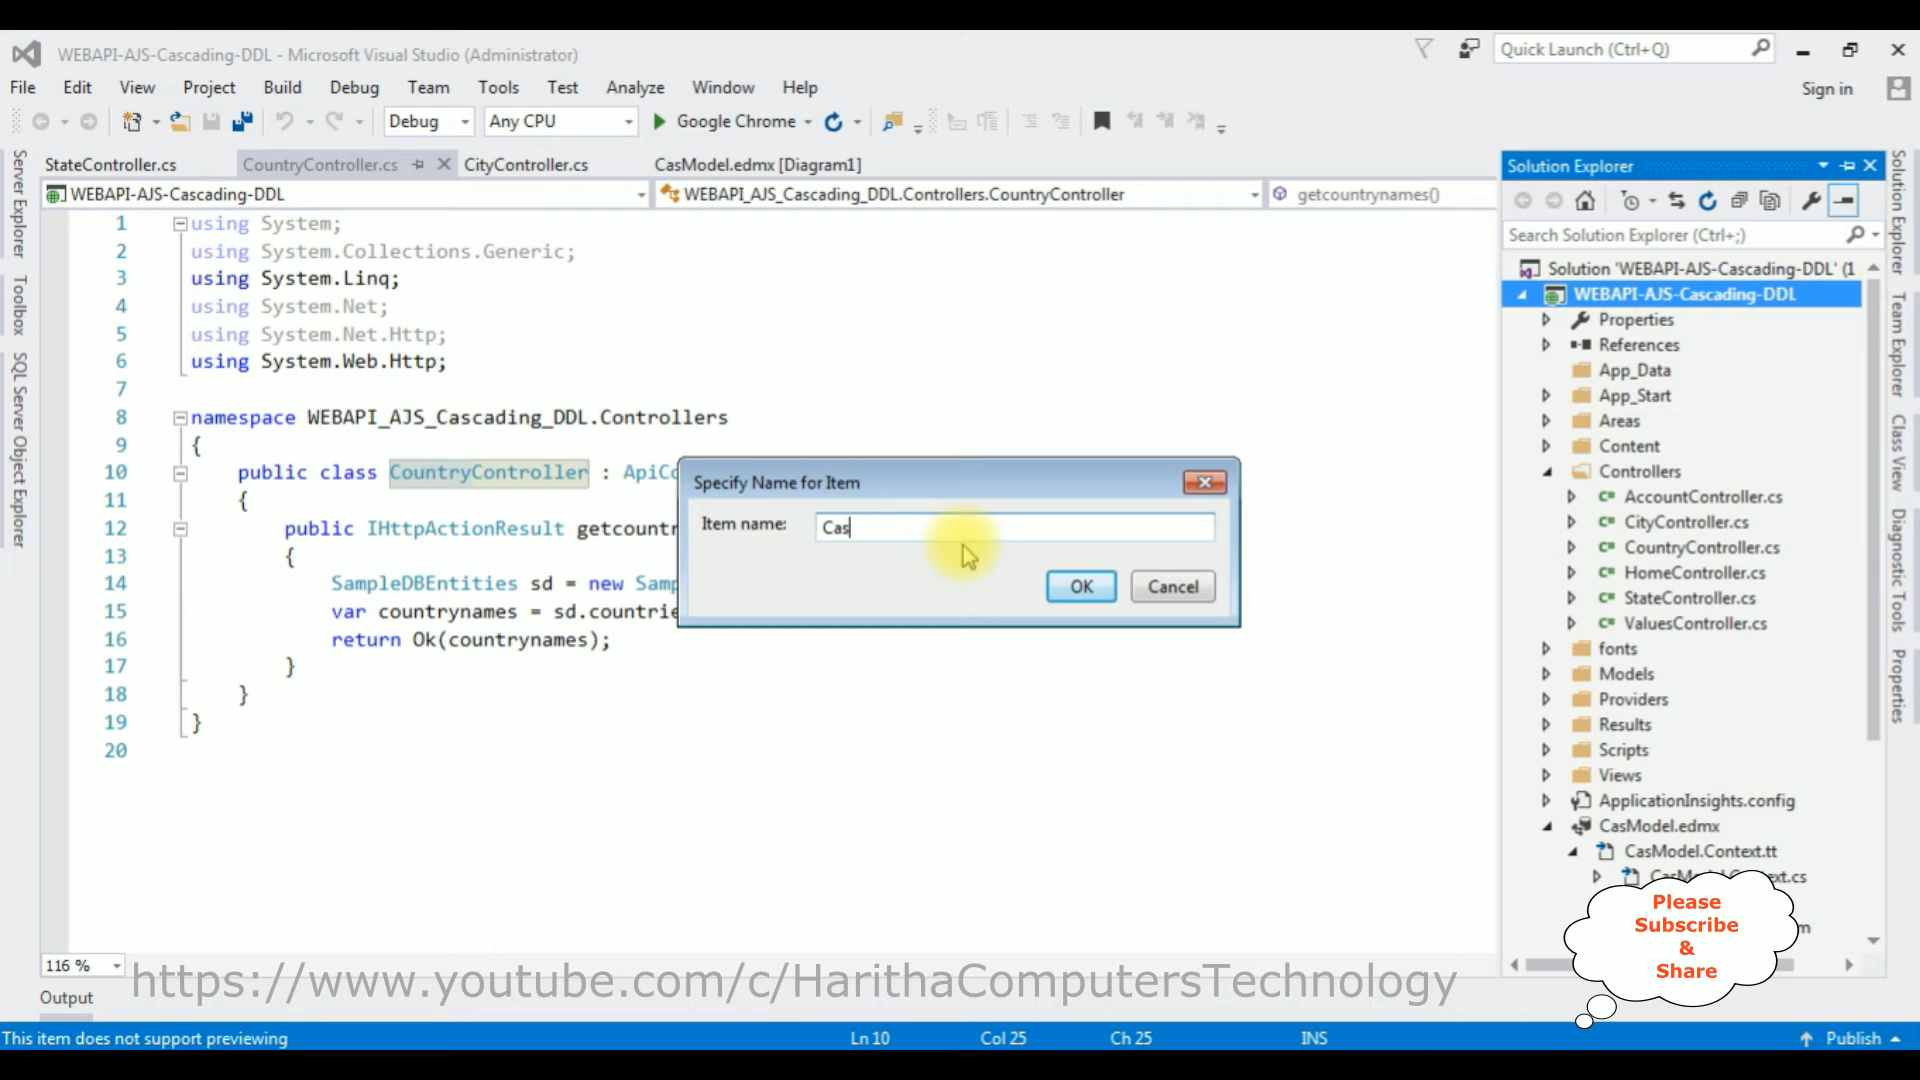 WEBAPI-AJS-Cascading-DDL - Microsoft Visual Studio (Administrator)
Quick Launch (Ctrl+Q)
File Edit View Project Build Debug Team Tools Test Analyze Window Help
Sign in
Debug Any CPU Google Chrome
StateController.cs CountryController.cs CityController.cs CasModel.edmx [Diagram1]
WEBAPI-AJS-Cascading-DDL WEBAPI_AJS_Cascading_DDL.Controllers.CountryController getcountrynames()
Server Explorer
Toolbox
SQL Server Object Explorer
1 using System;
2 using System.Collections.Generic;
3 using System.Linq;
4 using System.Net;
5 using System.Net.Http;
6 using System.Web.Http;
7
8 namespace WEBAPI_AJS_Cascading_DDL.Controllers
9 {
10 public class CountryController : ApiCo
11 {
12 public IHttpActionResult getcountr
13 {
14 SampleDBEntities sd = new Samp
15 var countrynames = sd.countrie
16 return Ok(countrynames);
17 }
18 }
19 }
20
Specify Name for Item
Item name: Cas
OK Cancel
Solution Explorer
Search Solution Explorer (Ctrl+;)
Solution 'WEBAPI-AJS-Cascading-DDL' (1
WEBAPI-AJS-Cascading-DDL
Properties
References
App_Data
App_Start
Areas
Content
Controllers
AccountController.cs
CityController.cs
CountryController.cs
HomeController.cs
StateController.cs
ValuesController.cs
fonts
Models
Providers
Results
Scripts
Views
ApplicationInsights.config
CasModel.edmx
CasModel.Context.tt
Solution Explorer
Team Explorer
Class View
Diagnostic Tools
Properties
Please
Subscribe
&
Share
116 %
https://www.youtube.com/c/HarithaComputersTechnology
Output
This item does not support previewing Ln 10 Col 25 Ch 25 INS Publish